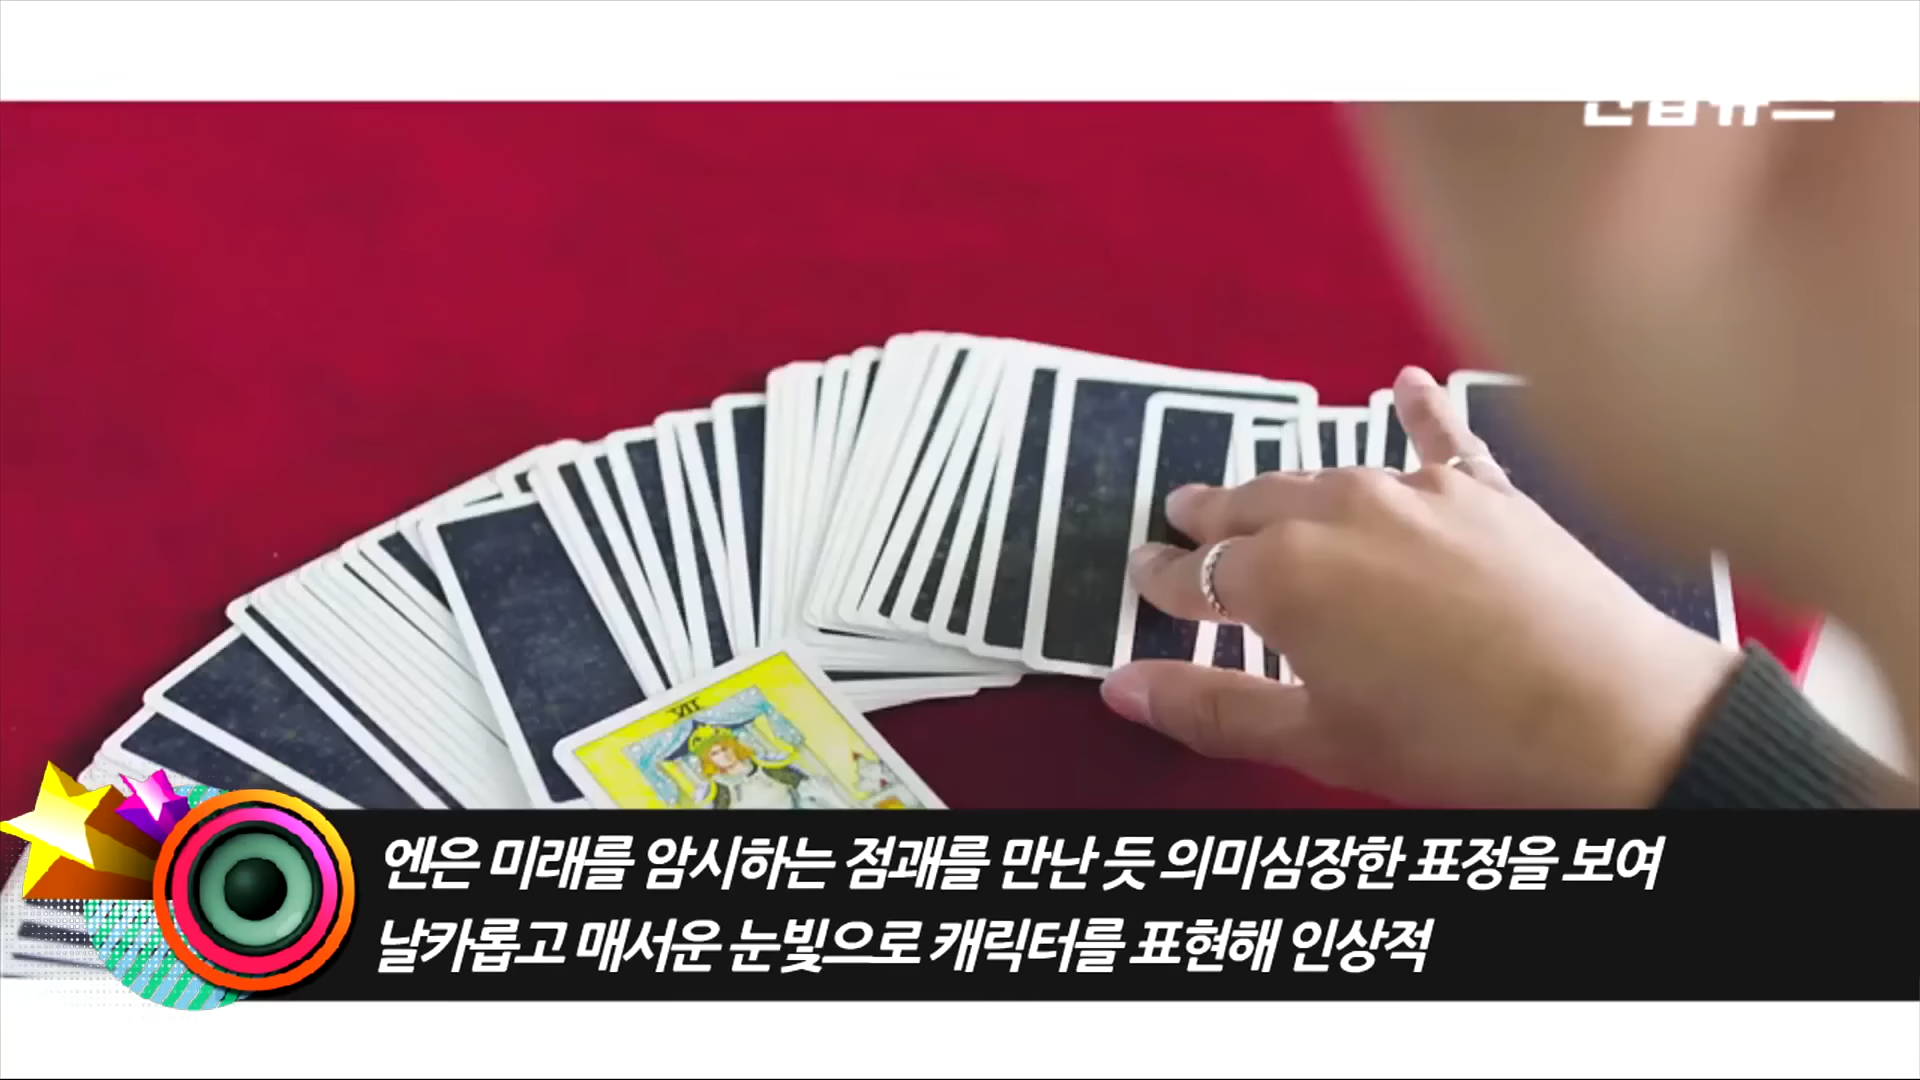 VII
엔은 미래를 암시하는 점괘를 만난 듯 의미심장한 표정을 보여
날카롭고 매서운 눈빛으로 캐릭터를 표현해 인상적